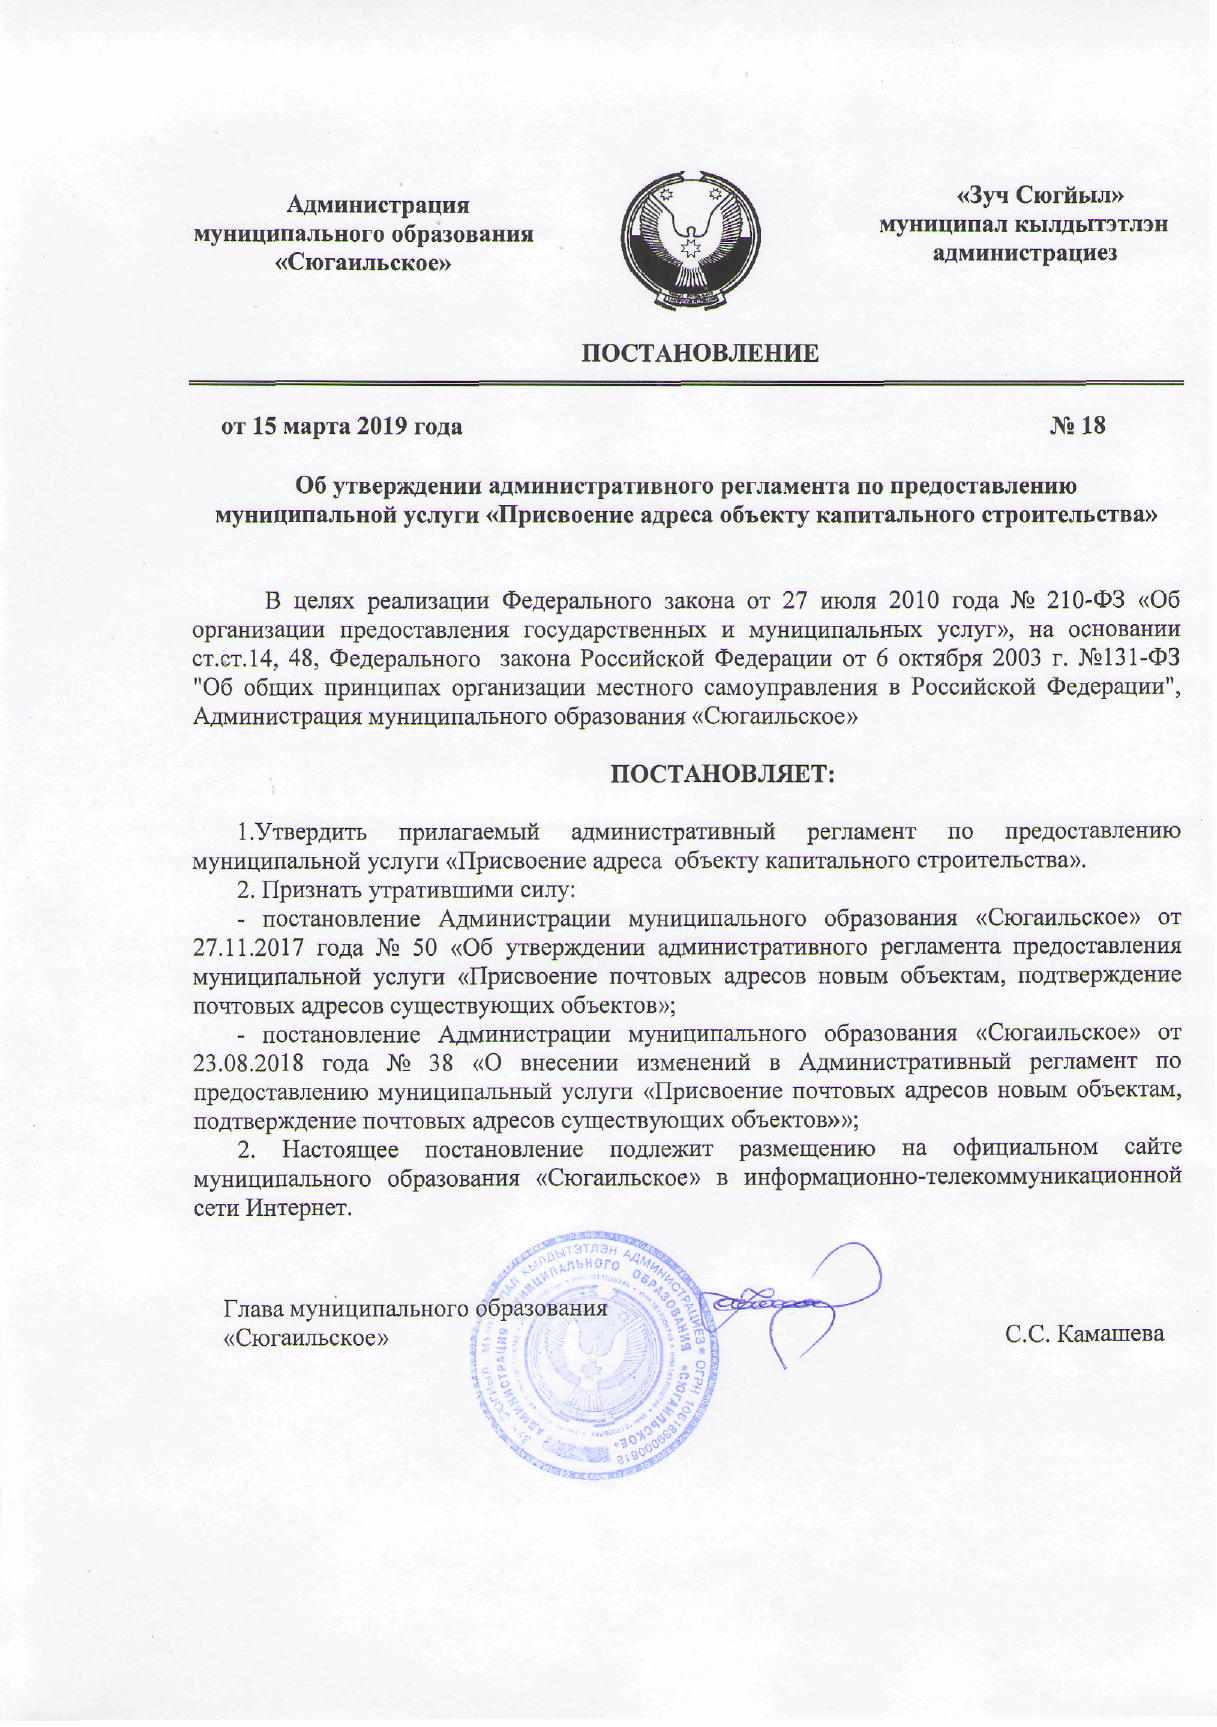 Администрация
муниципального образования
«Сюгаильское»
«Зуч Сюгйыл»
муниципал кылдытэтлэн
администрациез
ПОСТАНОВЛЕНИЕ
от 15 марта 2019 года № 18
Об утверждении административного регламента по предоставлению
муниципальной услуги «Присвоение адреса объекту капитального строительства»
В целях реализации Федерального закона от 27 июля 2010 года № 210-ФЗ «Об
организации предоставления государственных и муниципальных услуг», на основании
ст.ст.14, 48, Федерального закона Российской Федерации от 6 октября 2003 г. №131-ФЗ
"Об общих принципах организации местного самоуправления в Российской Федерации",
Администрация муниципального образования «Сюгаильское»
ПОСТАНОВЛЯЕТ:
1.Утвердить прилагаемый административный регламент по предоставлению
муниципальной услуги «Присвоение адреса объекту капитального строительства».
2. Признать утратившими силу:
- постановление Администрации муниципального образования «Сюгаильское» от
27.11.2017 года № 50 «Об утверждении административного регламента предоставления
муниципальной услуги «Присвоение почтовых адресов новым объектам, подтверждение
почтовых адресов существующих объектов»;
- постановление Администрации муниципального образования «Сюгаильское» от
23.08.2018 года № 38 «О внесении изменений в Административный регламент по
предоставлению муниципальный услуги «Присвоение почтовых адресов новым объектам,
подтверждение почтовых адресов существующих объектов»»;
2. Настоящее постановление подлежит размещению на официальном сайте
муниципального образования «Сюгаильское» в информационно-телекоммуникационной
сети Интернет.
Глава муниципального образования
«Сюгаильское» С.С. Камашева
КЫЛДЫТЭТЛЭН АДМИНИСТРАЦИЕЗ * ОГРН 1061839000618
АДМИНИСТРАЦИЯ МУНИЦИПАЛЬНОГО ОБРАЗОВАНИЯ «СЮГАИЛЬСКОЕ»